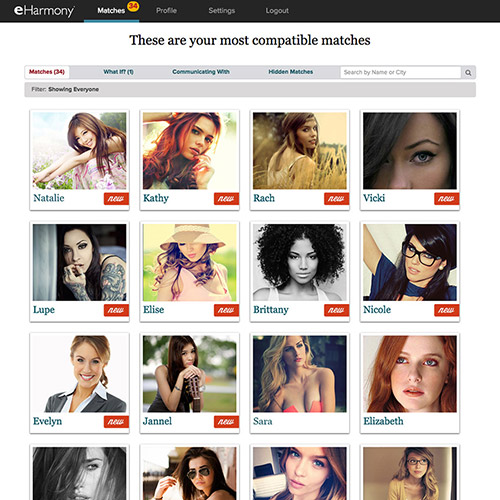 eHarmony
Matches 34 Profile Settings Logout
These are your most compatible matches
Matches (34) What If? (1) Communicating With Hidden Matches Search by Name or City
Filter: Showing Everyone
Natalie new Kathy new Rach new Vicki new
Lupe new Elise new Brittany new Nicole new
Evelyn new Jannel new Sara Elizabeth